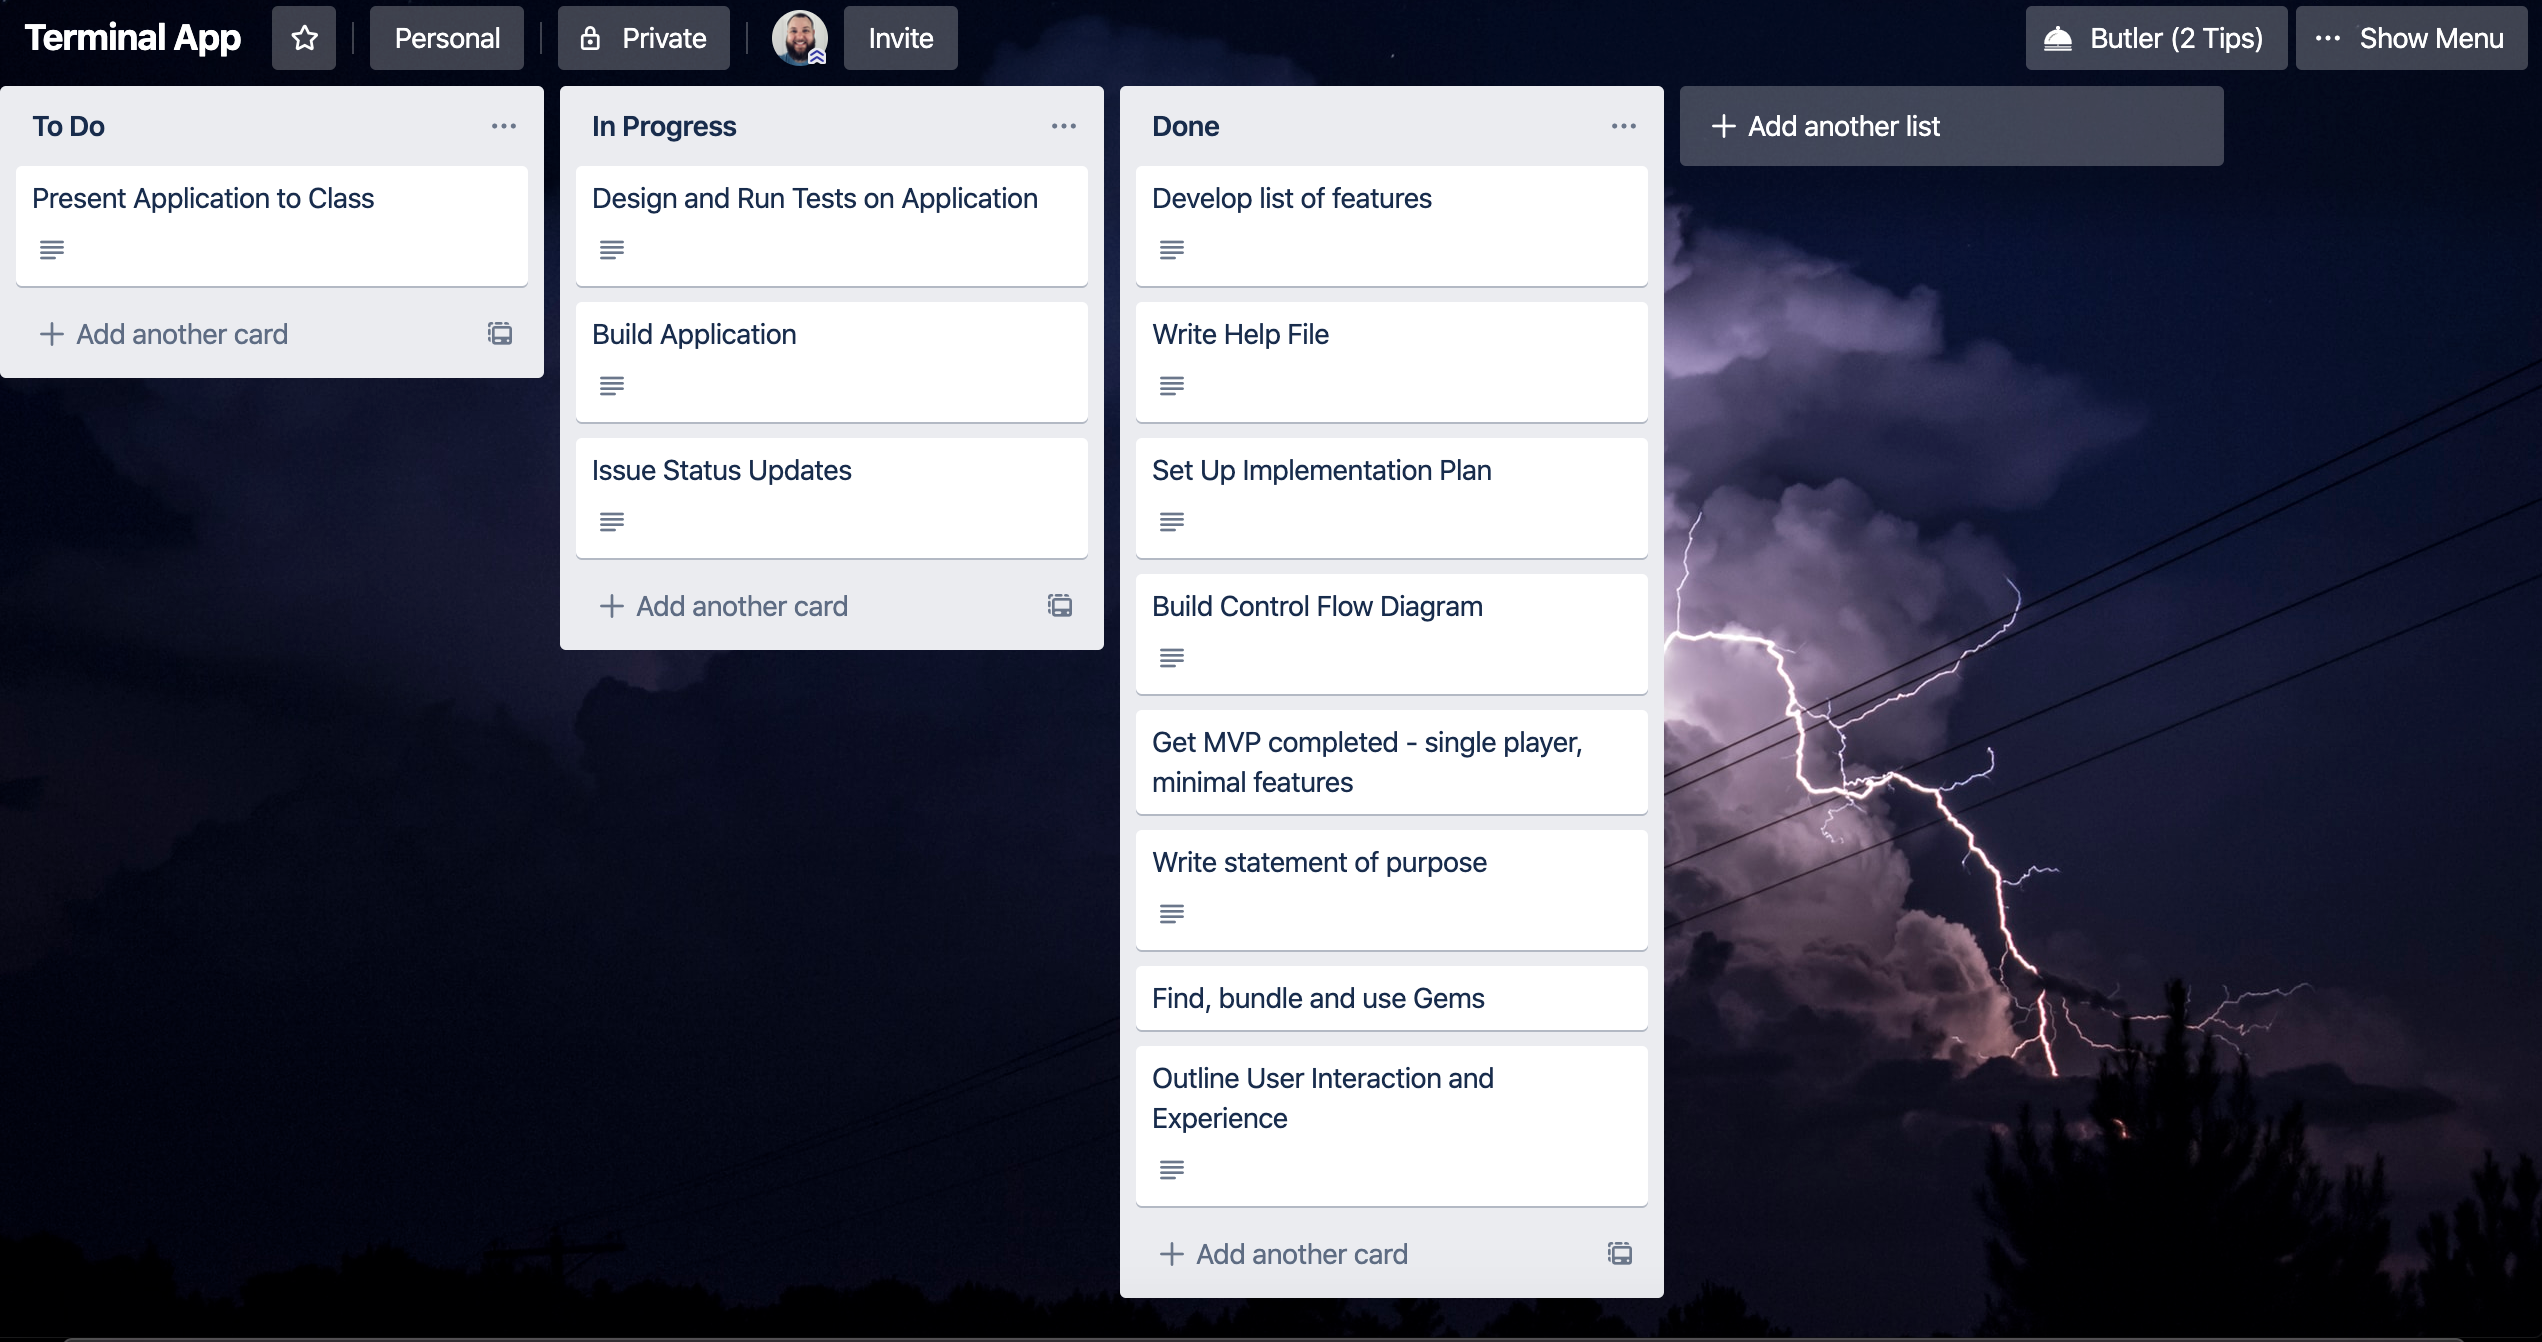 Terminal App
Personal
Private
Invite
Butler (2 Tips)
Show Menu
To Do
Present Application to Class
Add another card
In Progress
Design and Run Tests on Application
Build Application
Issue Status Updates
Add another card
Done
Develop list of features
Write Help File
Set Up Implementation Plan
Build Control Flow Diagram
Get MVP completed - single player,
minimal features
Write statement of purpose
Find, bundle and use Gems
Outline User Interaction and
Experience
Add another card
Add another list